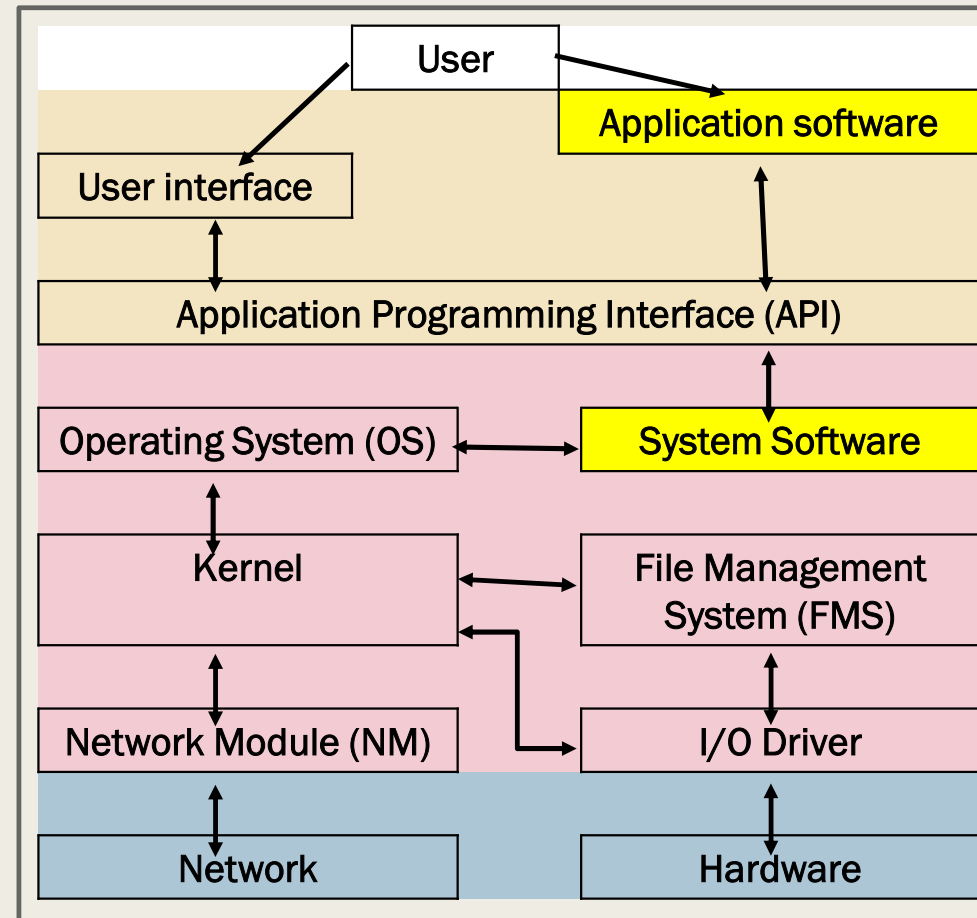 User
Application software
User interface
Application Programming Interface (API)
Operating System (OS)
System Software
Kernel
File Management
System (FMS)
Network Module (NM)
I/O Driver
Network
Hardware